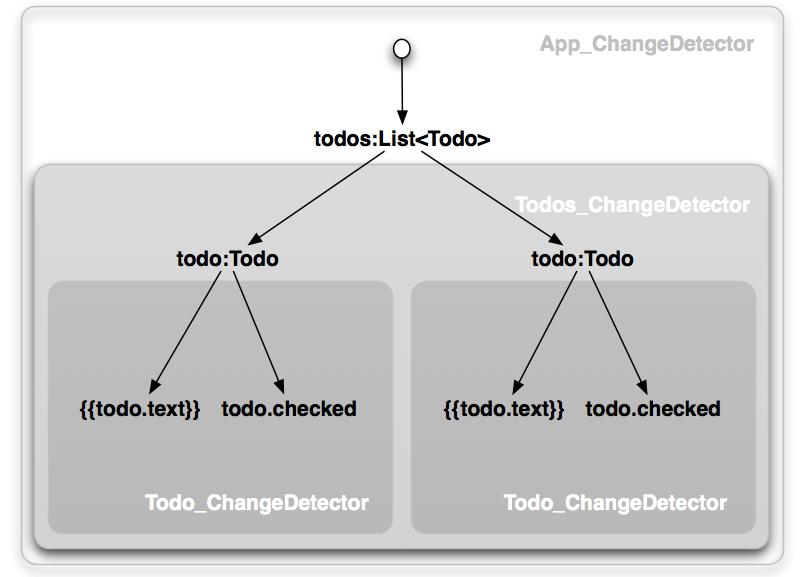 App_ChangeDetector
todos:List<Todo>
Todos_ChangeDetector
todo:Todo todo:Todo
{{todo.text}} todo.checked {{todo.text}} todo.checked
Todo_ChangeDetector Todo_ChangeDetector